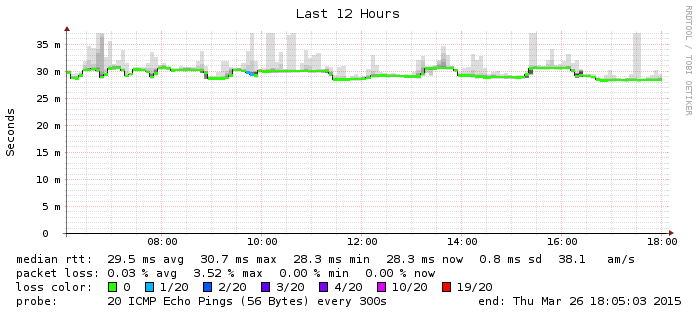 Last 12 Hours
RRDTOOL / TOBI OETIKER
Seconds
35 m
30 m
25 m
20 m
15 m
10 m
5 m
0
08:00 10:00 12:00 14:00 16:00 18:00
median rtt: 29.5 ms avg 30.7 ms max 28.3 ms min 28.3 ms now 0.8 ms sd 38.1 am/s
packet loss: 0.03 % avg 3.52 % max 0.00 % min 0.00 % now
loss color: 0 1/20 2/20 3/20 4/20 10/20 19/20
probe: 20 ICMP Echo Pings (56 Bytes) every 300s end: Thu Mar 26 18:05:03 2015